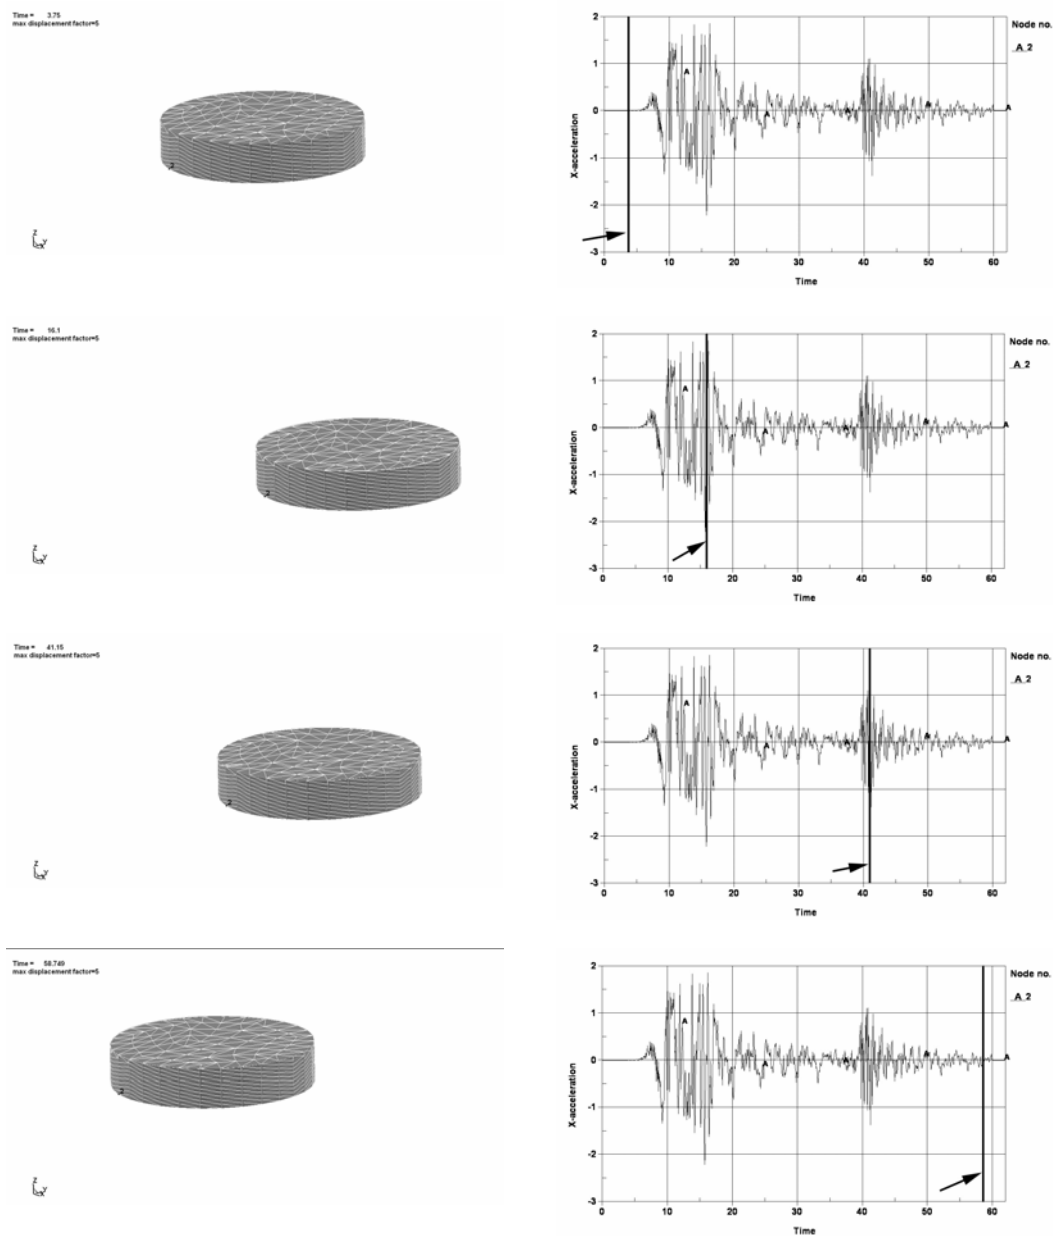 Time = 3.75
max displacement factor=5
2
Z
Y
X
2
1
0
-1
-2
-3
X-acceleration
A
A
A
A
A
0 10 20 30 40 50 60
Time
Node no.
A 2
Time = 16.1
max displacement factor=5
2
Z
Y
X
2
1
0
-1
-2
-3
X-acceleration
A
A
A
A
A
0 10 20 30 40 50 60
Time
Node no.
A 2
Time = 41.15
max displacement factor=5
2
Z
Y
X
2
1
0
-1
-2
-3
X-acceleration
A
A
A
A
A
0 10 20 30 40 50 60
Time
Node no.
A 2
Time = 58.749
max displacement factor=5
2
Z
Y
X
2
1
0
-1
-2
-3
X-acceleration
A
A
A
A
A
0 10 20 30 40 50 60
Time
Node no.
A 2